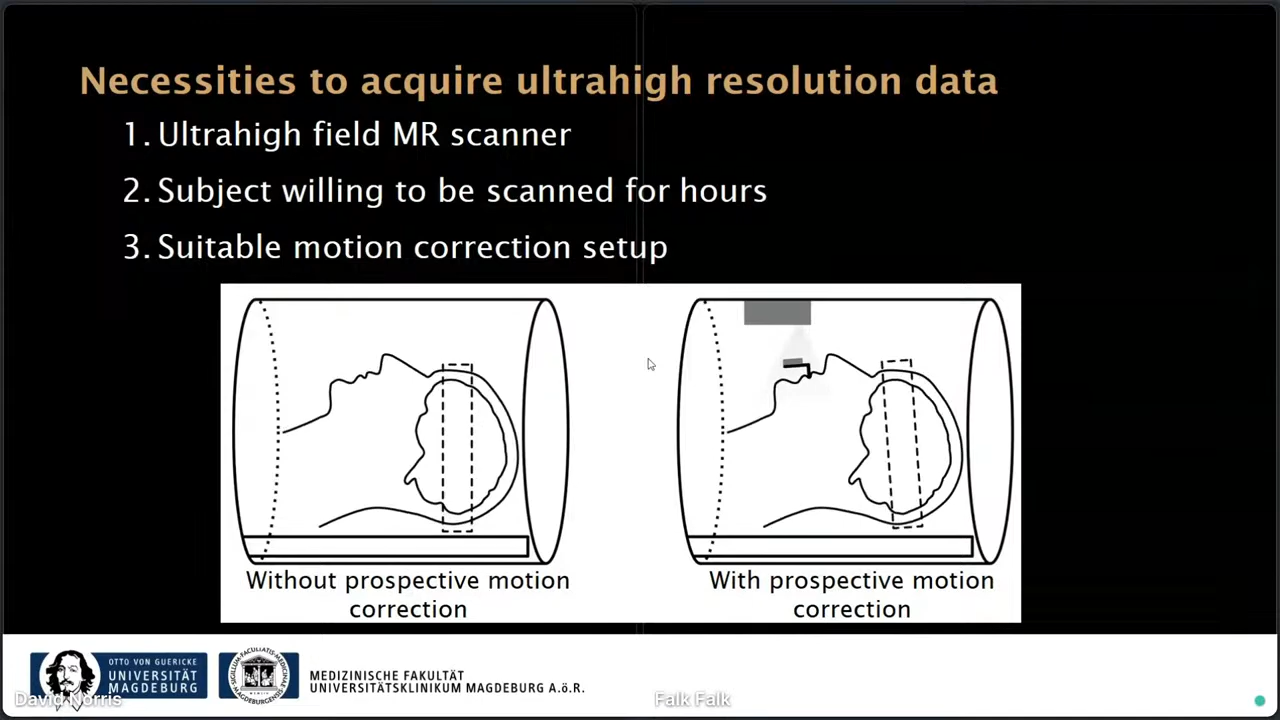 Necessities to acquire ultrahigh resolution data
1. Ultrahigh field MR scanner
2. Subject willing to be scanned for hours
3. Suitable motion correction setup
Without prospective motion
correction
With prospective motion
correction
OTTO VON GUERICKE
UNIVERSITÄT
MAGDEBURG
MEDIZINISCHE FAKULTÄT
UNIVERSITÄTSKLINIKUM MAGDEBURG A.ö.R.
David Norris
Falk Falk